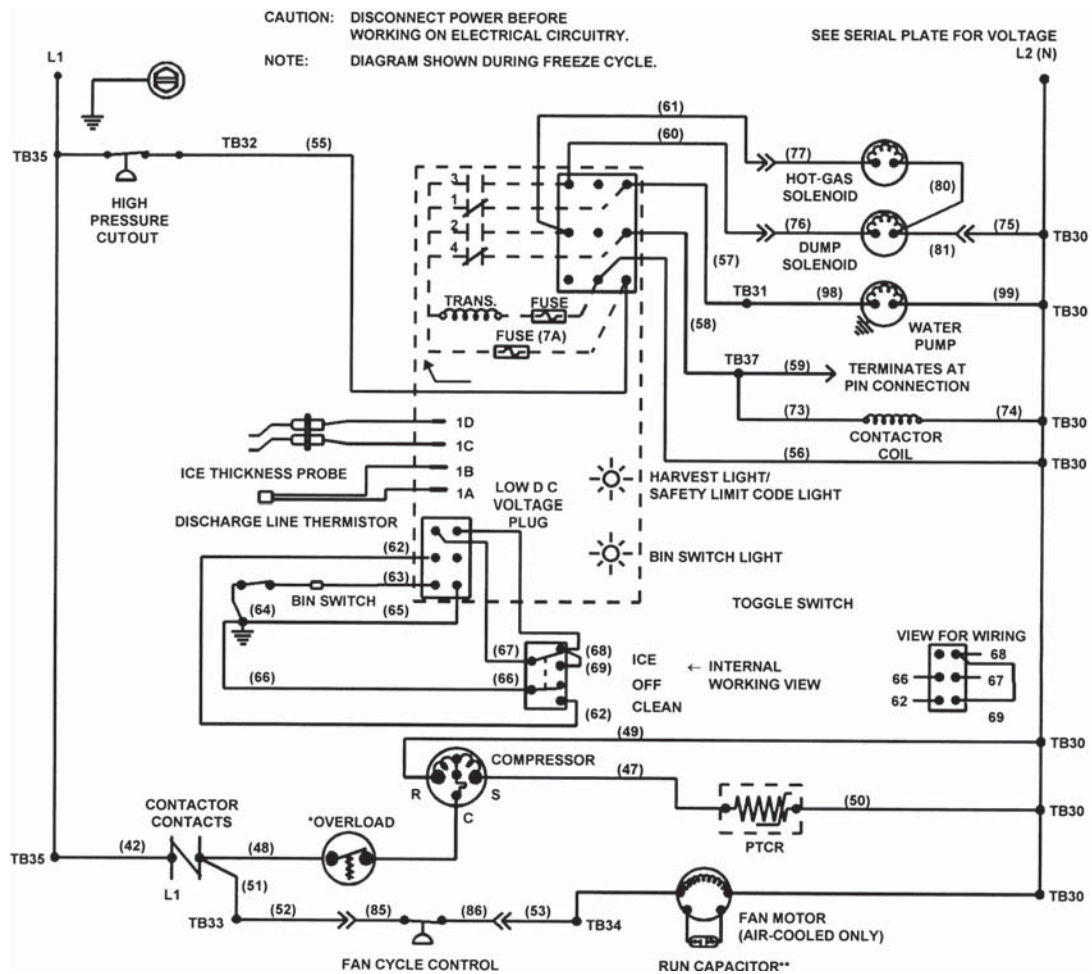 CAUTION: DISCONNECT POWER BEFORE
WORKING ON ELECTRICAL CIRCUITRY.
NOTE: DIAGRAM SHOWN DURING FREEZE CYCLE.
SEE SERIAL PLATE FOR VOLTAGE
L1
L2 (N)
(61)
(60)
TB35
TB32
(55)
(77)
HOT-GAS
SOLENOID
(80)
HIGH
PRESSURE
CUTOUT
3
1
2
4
(76)
DUMP
SOLENOID
(81)
(75)
TB30
(57)
TB31
(98)
(99)
TB30
WATER
PUMP
TRANS.
FUSE
FUSE (7A)
(58)
TB37
(59)
TERMINATES AT
PIN CONNECTION
(73)
(74)
TB30
CONTACTOR
COIL
(56)
TB30
1D
1C
ICE THICKNESS PROBE
1B
1A
DISCHARGE LINE THERMISTOR
LOW D C
VOLTAGE
PLUG
HARVEST LIGHT/
SAFETY LIMIT CODE LIGHT
BIN SWITCH LIGHT
(62)
(63)
BIN SWITCH
(64)
(65)
TOGGLE SWITCH
VIEW FOR WIRING
68
66
67
62
69
(67)
(68)
(69)
ICE
← INTERNAL
WORKING VIEW
(66)
(66)
OFF
(62)
CLEAN
(49)
TB30
COMPRESSOR
R
S
C
(47)
(50)
TB30
PTCR
CONTACTOR
CONTACTS
*OVERLOAD
TB35
(42)
(48)
L1
(51)
TB33
(52)
(85)
(86)
(53)
TB34
TB30
FAN MOTOR
(AIR-COOLED ONLY)
FAN CYCLE CONTROL
RUN CAPACITOR**